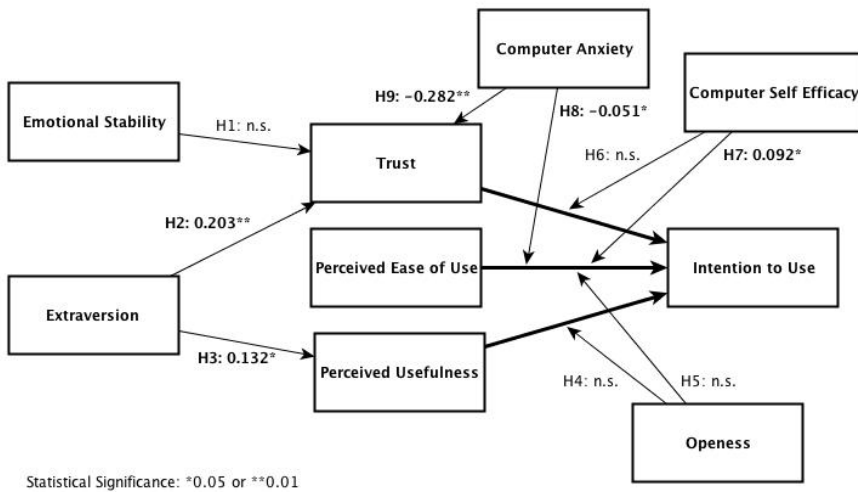 Computer Anxiety
Computer Self Efficacy
H9: -0.282**
H8: -0.051*
Emotional Stability
H1: n.s.
Trust
H6: n.s.
H7: 0.092*
H2: 0.203**
Perceived Ease of Use
Intention to Use
Extraversion
H3: 0.132*
Perceived Usefulness
H4: n.s.
H5: n.s.
Openess
Statistical Significance: *0.05 or **0.01